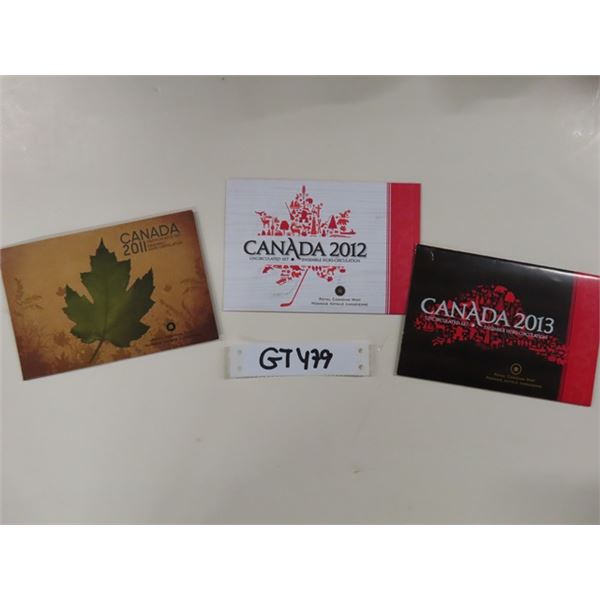 CANADA
2011
CANADA 2012
UNCIRCULATED SET • ENSEMBLE HORS-CIRCULATION
ROYAL CANADIAN MINT
MONNAIE ROYALE CANADIENNE
CANADA 2013
UNCIRCULATED SET • ENSEMBLE HORS-CIRCULATION
ROYAL CANADIAN MINT
MONNAIE ROYALE CANADIENNE
GTY79